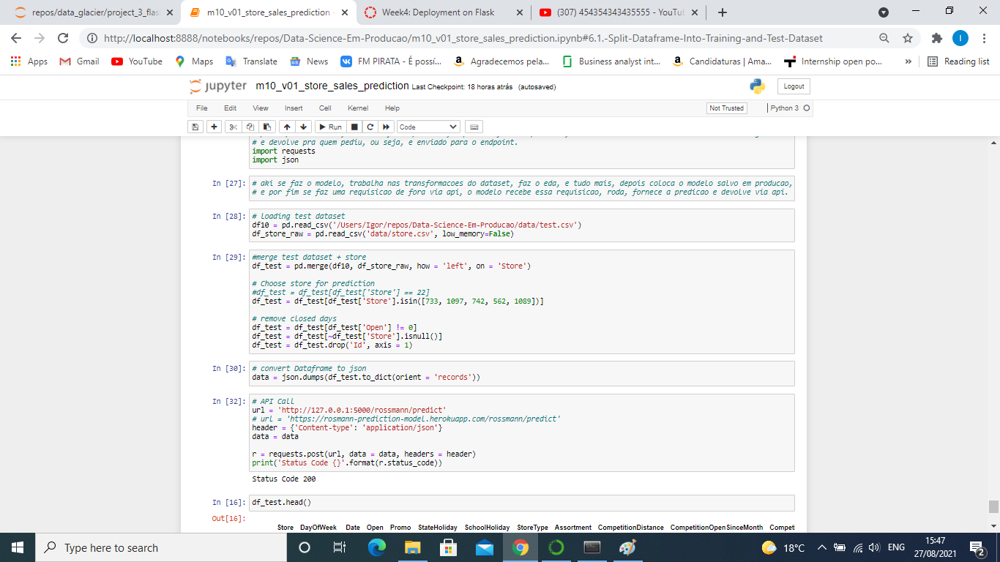 repos/data_glacier/project_3_flas
m10_v01_store_sales_prediction -
Week4: Deployment on Flask
(307) 454354343435555 - YouTu
http://localhost:8888/notebooks/repos/Data-Science-Em-Producao/m10_v01_store_sales_prediction.ipynb#6.1.-Split-Dataframe-Into-Training-and-Test-Dataset
I
Apps Gmail YouTube Maps Translate News FM PIRATA - É possí... Agradecemos pela... Business analyst int... Candidaturas | Ama... Internship open po... » Reading list
jupyter m10_v01_store_sales_prediction Last Checkpoint: 18 horas atrás (autosaved) Logout
File Edit View Insert Cell Kernel Help Not Trusted Python 3
Run Code
# e devolve pra quem pediu, ou seja, e enviado para o endpoint.
import requests
import json
In [27]: # aki se faz o modelo, trabalha nas transformacoes do dataset, faz o eda, e tudo mais, depois coloca o modelo salvo em producao,
# e por fim se faz uma requisicao de fora via api, o modelo recebe essa requisicao, roda, fornece a predicao e devolve via api.
In [28]: # Loading test dataset
df10 = pd.read_csv('/Users/Igor/repos/Data-Science-Em-Producao/data/test.csv')
df_store_raw = pd.read_csv('data/store.csv', low_memory=False)
In [29]: #merge test dataset + store
df_test = pd.merge(df10, df_store_raw, how = 'left', on = 'Store')
# Choose store for prediction
#df_test = df_test[df_test['Store'] == 22]
df_test = df_test[df_test['Store'].isin([733, 1097, 742, 562, 1089])]
# remove closed days
df_test = df_test[df_test['Open'] != 0]
df_test = df_test[~df_test['Store'].isnull()]
df_test = df_test.drop('Id', axis = 1)
In [30]: # convert Dataframe to json
data = json.dumps(df_test.to_dict(orient = 'records'))
In [32]: # API Call
url = 'http://127.0.0.1:5000/rossmann/predict'
# url = 'https://rosmann-prediction-model.herokuapp.com/rossmann/predict'
header = {'Content-type': 'application/json'}
data = data
r = requests.post(url, data = data, headers = header)
print('Status Code {}'.format(r.status_code))
Status Code 200
In [16]: df_test.head()
Out[16]:
Store DayOfWeek Date Open Promo StateHoliday SchoolHoliday StoreType Assortment CompetitionDistance CompetitionOpenSinceMonth Competi
Type here to search
18°C ENG
15:47
27/08/2021
2